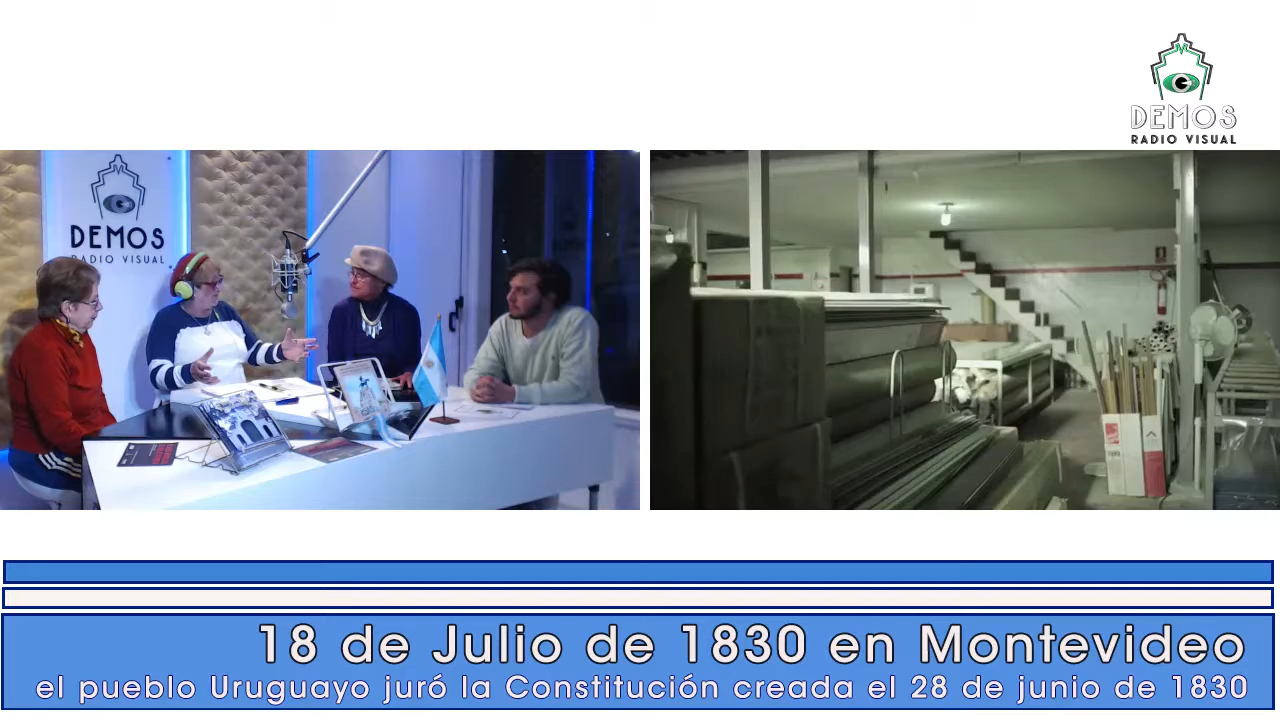 DEMOS
RADIO VISUAL
DEMOS
RADIO VISUAL
18 de Julio de 1830 en Montevideo
el pueblo Uruguayo juró la Constitución creada el 28 de junio de 1830